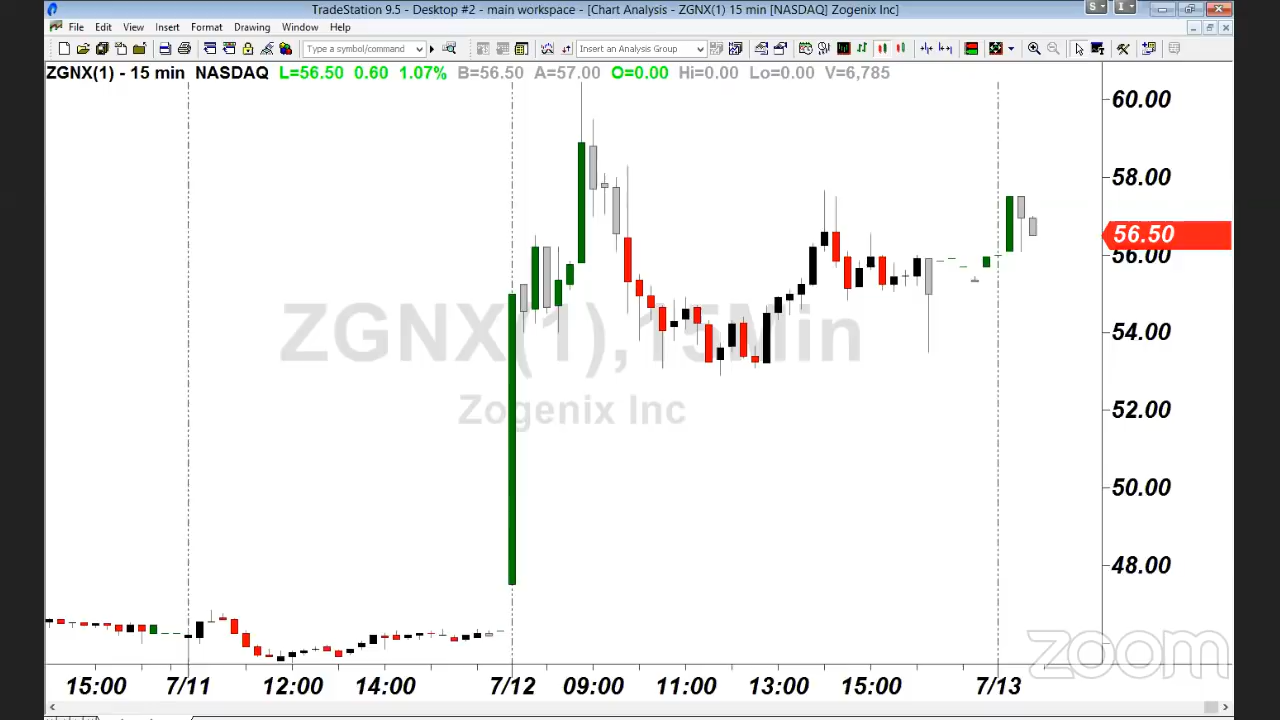 TradeStation 9.5 - Desktop #2 - main workspace - [Chart Analysis - ZGNX(1) 15 min [NASDAQ] Zogenix Inc]
S
I
File Edit View Insert Format Drawing Window Help
Type a symbol/command
Insert an Analysis Group
ZGNX(1) - 15 min NASDAQ L=56.50 0.60 1.07% B=56.50 A=57.00 O=0.00 Hi=0.00 Lo=0.00 V=6,785
60.00
58.00
56.50
56.00
54.00
52.00
50.00
48.00
ZGNX(1),15Min
Zogenix Inc
zoom
15:00 7/11 12:00 14:00 7/12 09:00 11:00 13:00 15:00 7/13